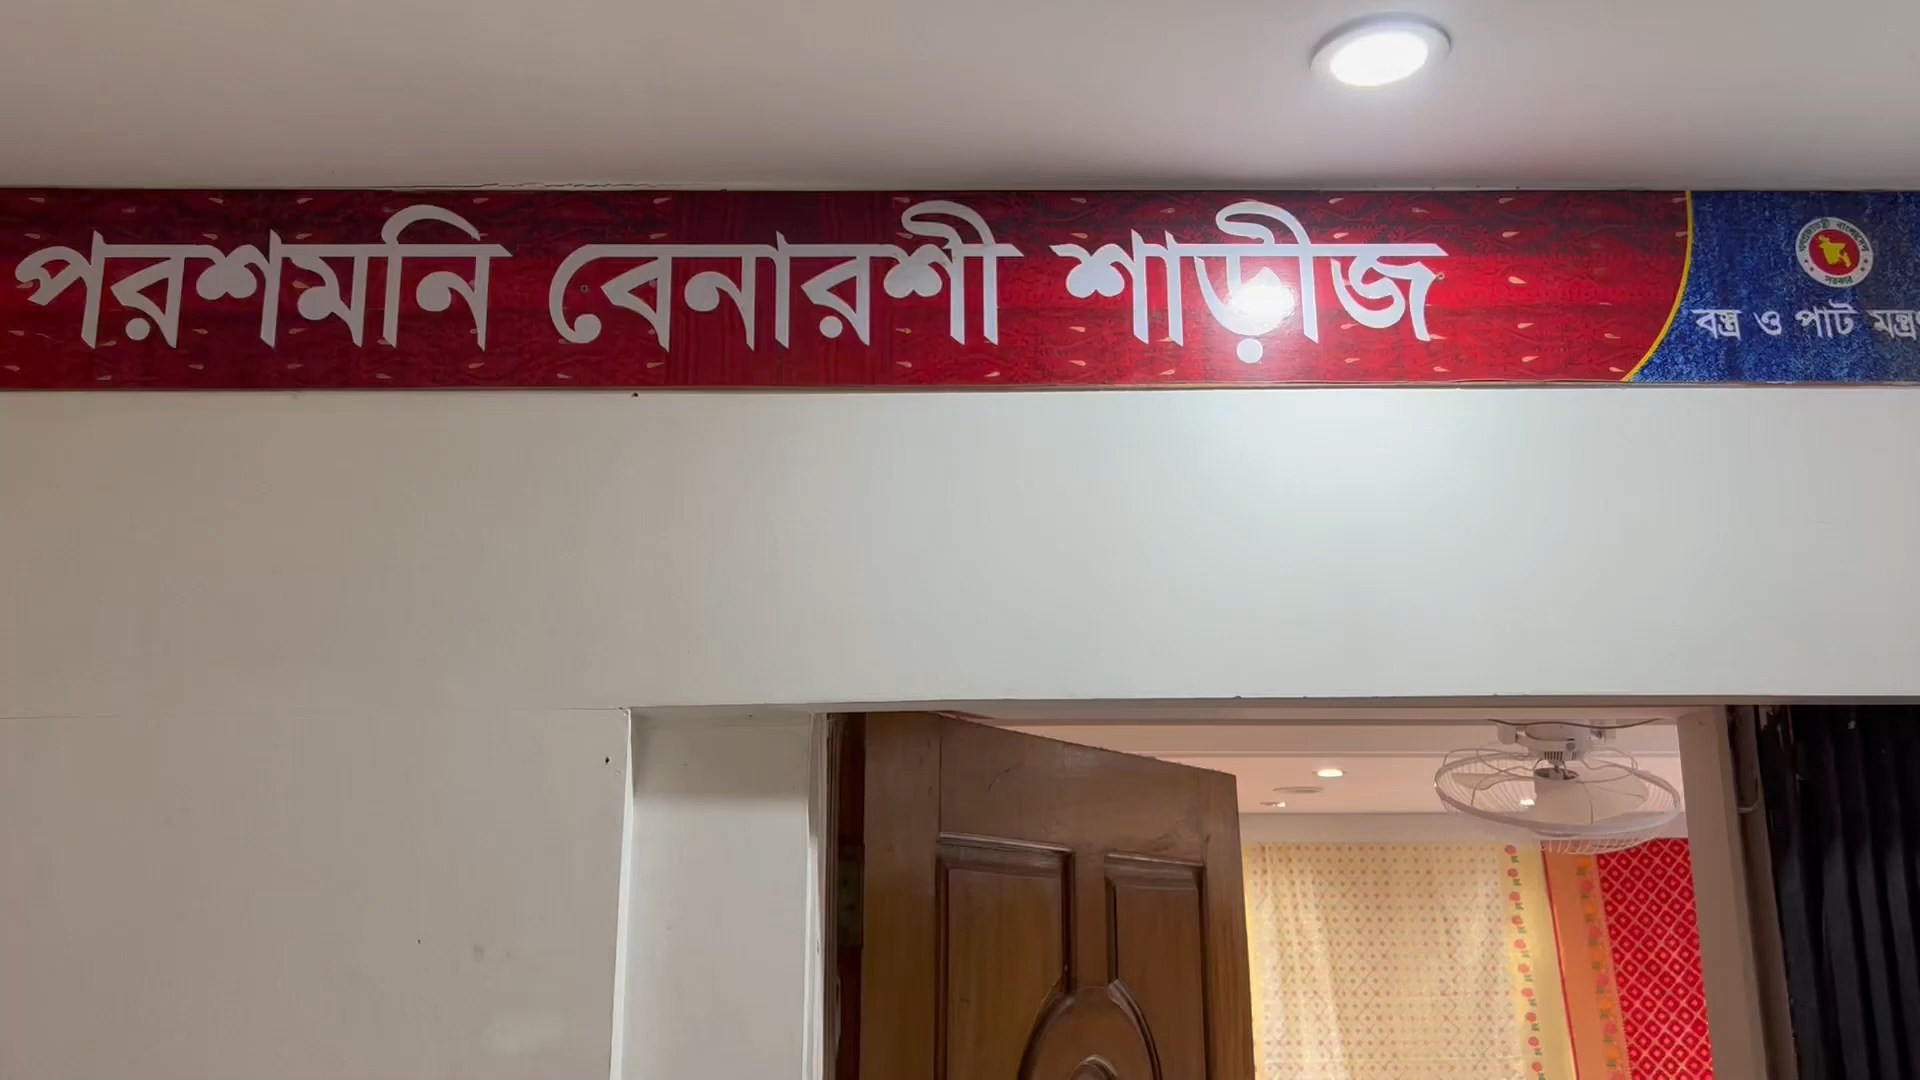 পরশমনি বেনারশী শাড়ীজ
বস্ত্র ও পাট